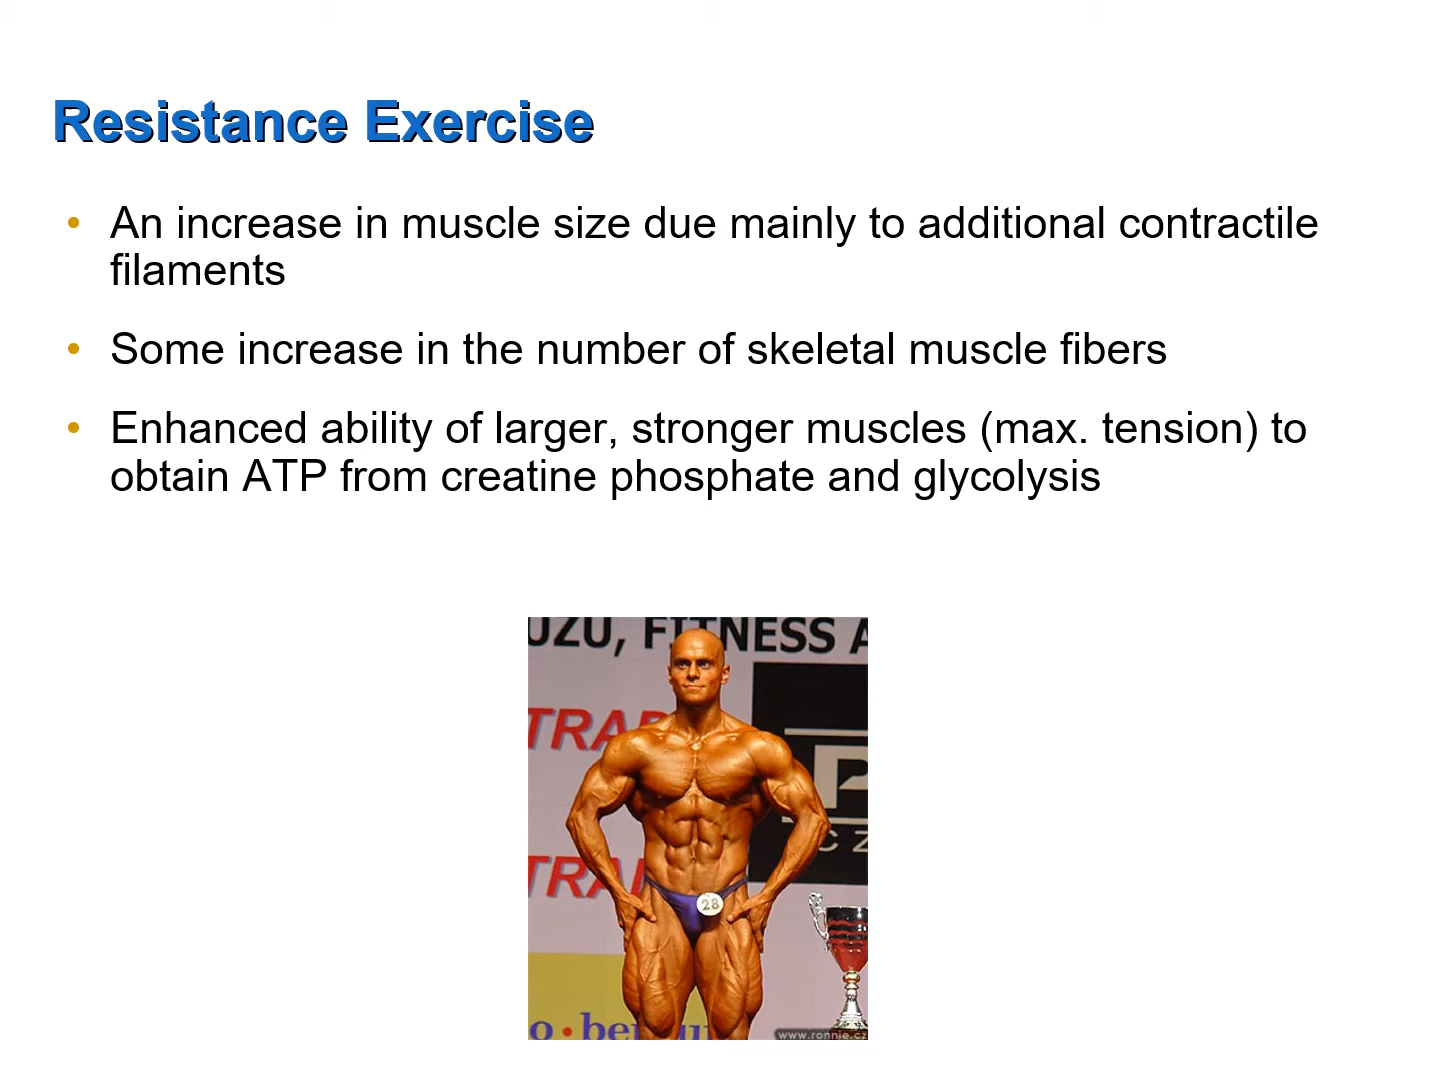 Resistance Exercise
• An increase in muscle size due mainly to additional contractile
filaments
• Some increase in the number of skeletal muscle fibers
• Enhanced ability of larger, stronger muscles (max. tension) to
obtain ATP from creatine phosphate and glycolysis
UZU, FITNESS A
TRA
P
CZ
TRA
28
www.ronnie.cz